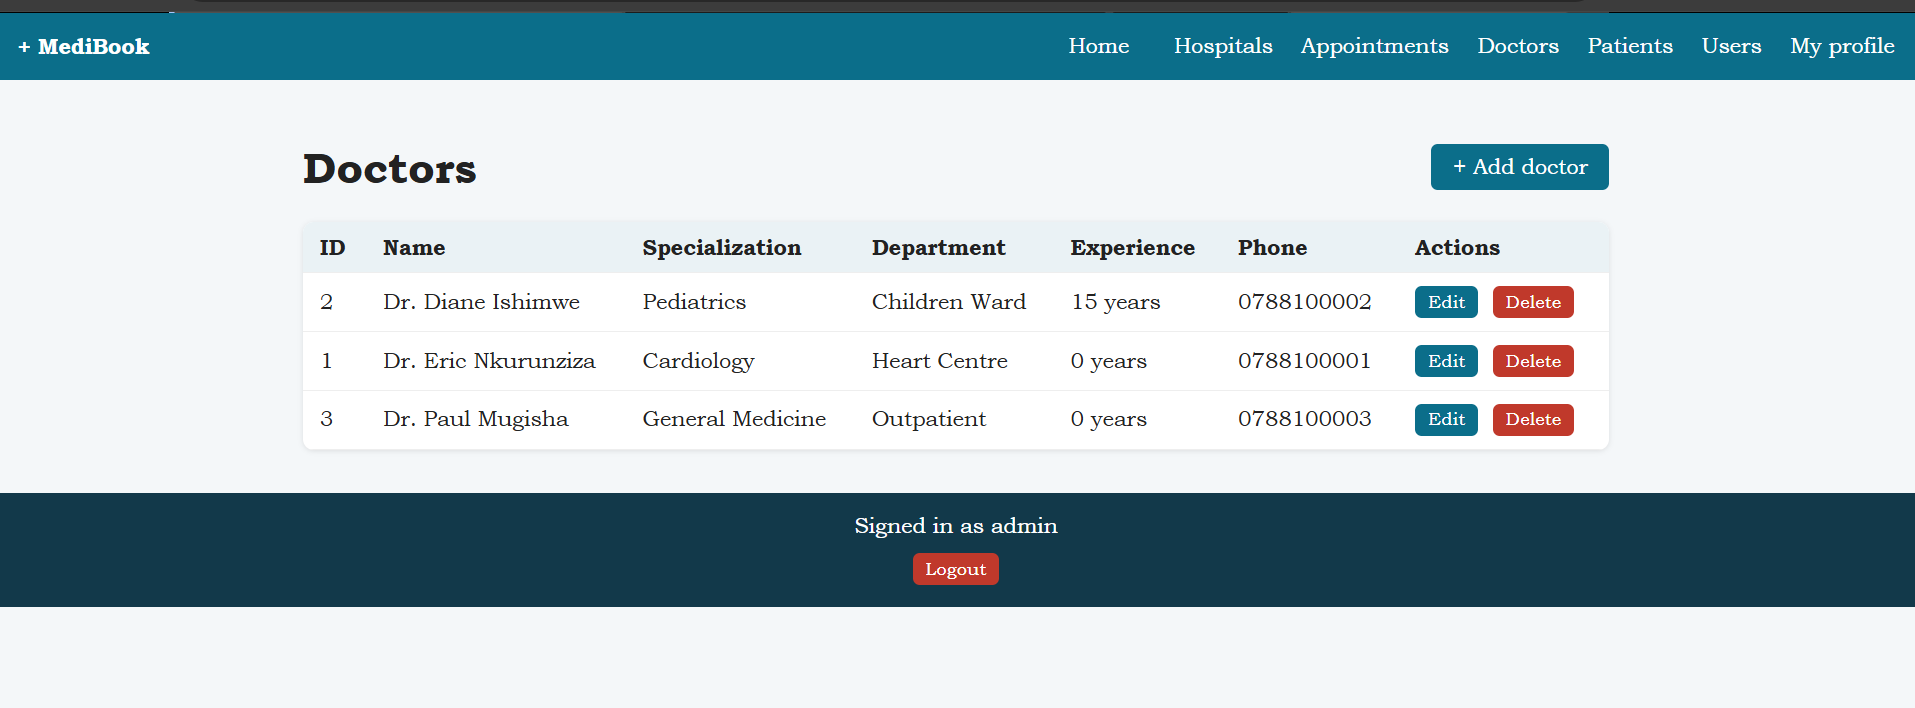 + MediBook Home Hospitals Appointments Doctors Patients Users My profile
Doctors + Add doctor
ID Name Specialization Department Experience Phone Actions
2 Dr. Diane Ishimwe Pediatrics Children Ward 15 years 0788100002 Edit Delete
1 Dr. Eric Nkurunziza Cardiology Heart Centre 0 years 0788100001 Edit Delete
3 Dr. Paul Mugisha General Medicine Outpatient 0 years 0788100003 Edit Delete
Signed in as admin
Logout